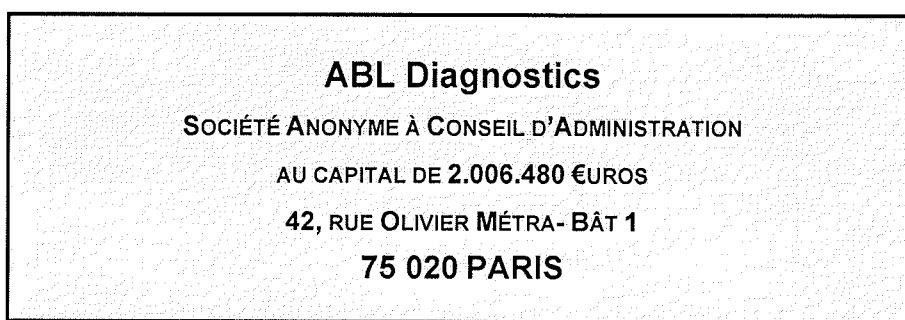 ABL Diagnostics
SOCIÉTÉ ANONYME À CONSEIL D'ADMINISTRATION
AU CAPITAL DE 2.006.480 €UROS
42, RUE OLIVIER MÉTRA- BÂT 1
75 020 PARIS